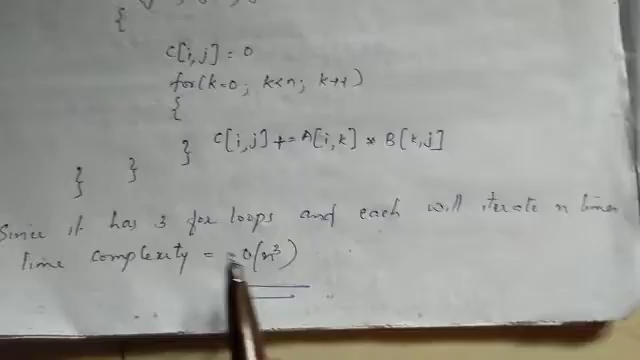 {
C[i,j] = 0
for(k=0; k<n; k++)
{
C[i,j] += A[i,k] * B[k,j]
} } }
Since it has 3 for loops and each will iterate n times
Time complexity = = O(n³)